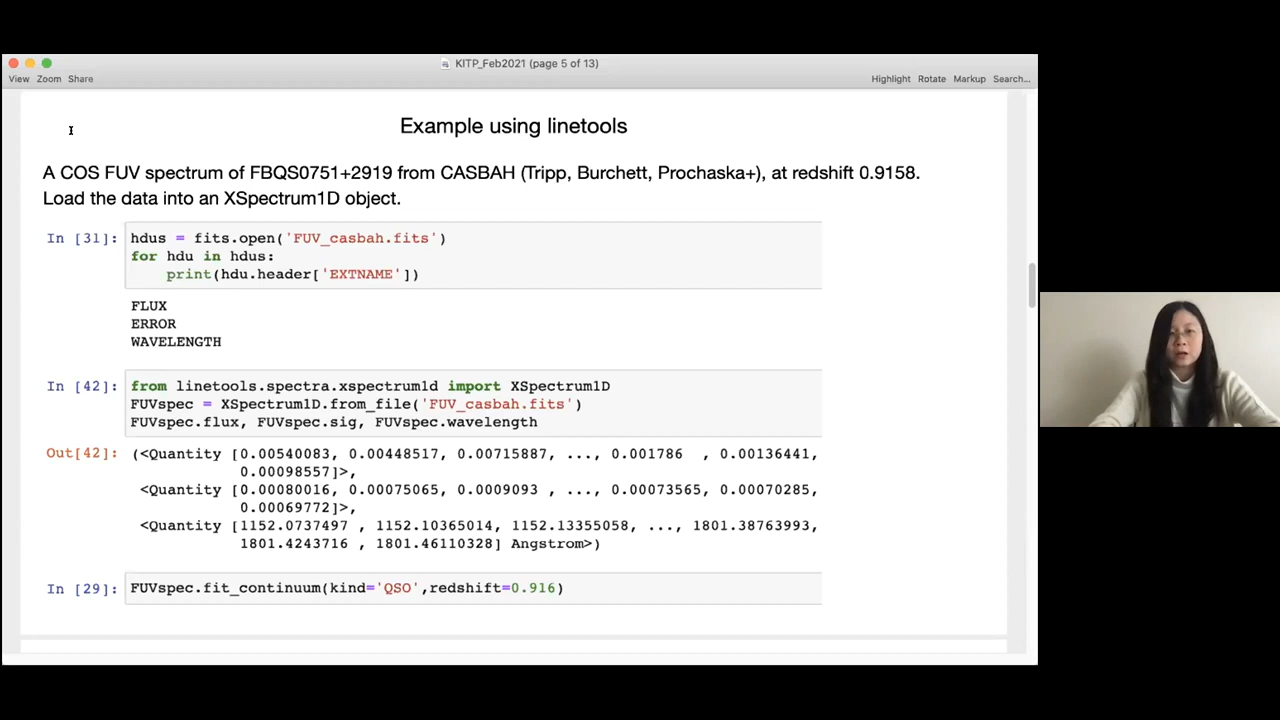 KITP_Feb2021 (page 5 of 13)
View Zoom Share Highlight Rotate Markup Search...
Example using linetools
A COS FUV spectrum of FBQS0751+2919 from CASBAH (Tripp, Burchett, Prochaska+), at redshift 0.9158.
Load the data into an XSpectrum1D object.
In [31]: hdus = fits.open('FUV_casbah.fits')
for hdu in hdus:
print(hdu.header['EXTNAME'])
FLUX
ERROR
WAVELENGTH
In [42]: from linetools.spectra.xspectrum1d import XSpectrum1D
FUVspec = XSpectrum1D.from_file('FUV_casbah.fits')
FUVspec.flux, FUVspec.sig, FUVspec.wavelength
Out[42]: (<Quantity [0.00540083, 0.00448517, 0.00715887, ..., 0.001786 , 0.00136441,
0.00098557]>,
<Quantity [0.00080016, 0.00075065, 0.0009093 , ..., 0.00073565, 0.00070285,
0.00069772]>,
<Quantity [1152.0737497 , 1152.10365014, 1152.13355058, ..., 1801.38763993,
1801.4243716 , 1801.46110328] Angstrom>)
In [29]: FUVspec.fit_continuum(kind='QSO',redshift=0.916)